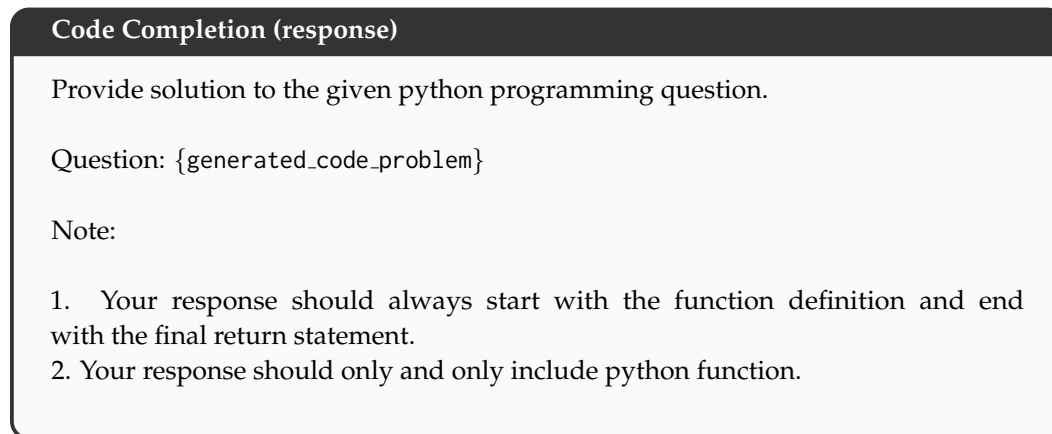 Code Completion (response)
Provide solution to the given python programming question.
Question: {generated_code_problem}
Note:
1. Your response should always start with the function definition and end
with the final return statement.
2. Your response should only and only include python function.